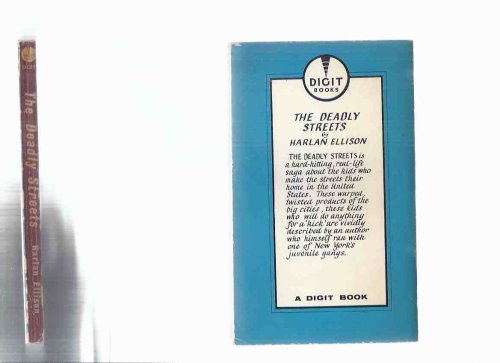 The Deadly Streets
Harlan Ellison
DIGIT
BOOKS
THE DEADLY
STREETS
by
HARLAN ELLISON
THE DEADLY STREETS is
a hard-hitting, real-life
saga about the kids who
make the streets their
home in the United
States. These warped,
twisted products of the
big cities, these kids
who will do anything
for a 'kick' are vividly
described by an author
who himself ran with
one of New York's
juvenile gangs.
A DIGIT BOOK